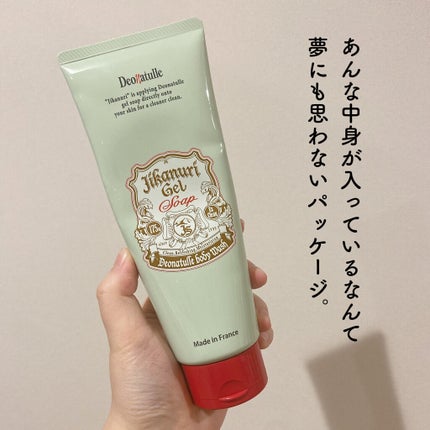 あんな中身が入っているなんて
夢にも思わないパッケージ。
Deonatulle
"Jikanuri" is applying Deonatulle
gel soap directly onto
your skin for a cleaner clean.
Jikanuri
Gel
Soap
Deonatulle body Wash
Made in France